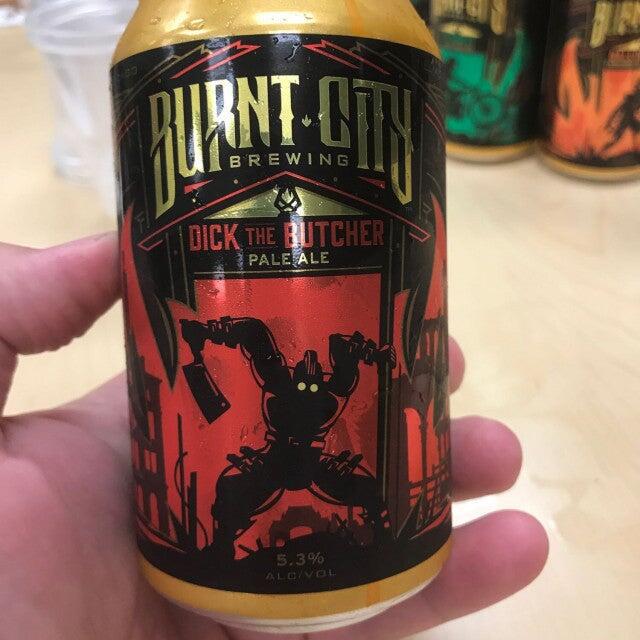 BURNT CITY
BREWING
DICK THE BUTCHER
PALE ALE
5.3%
ALC/VOL